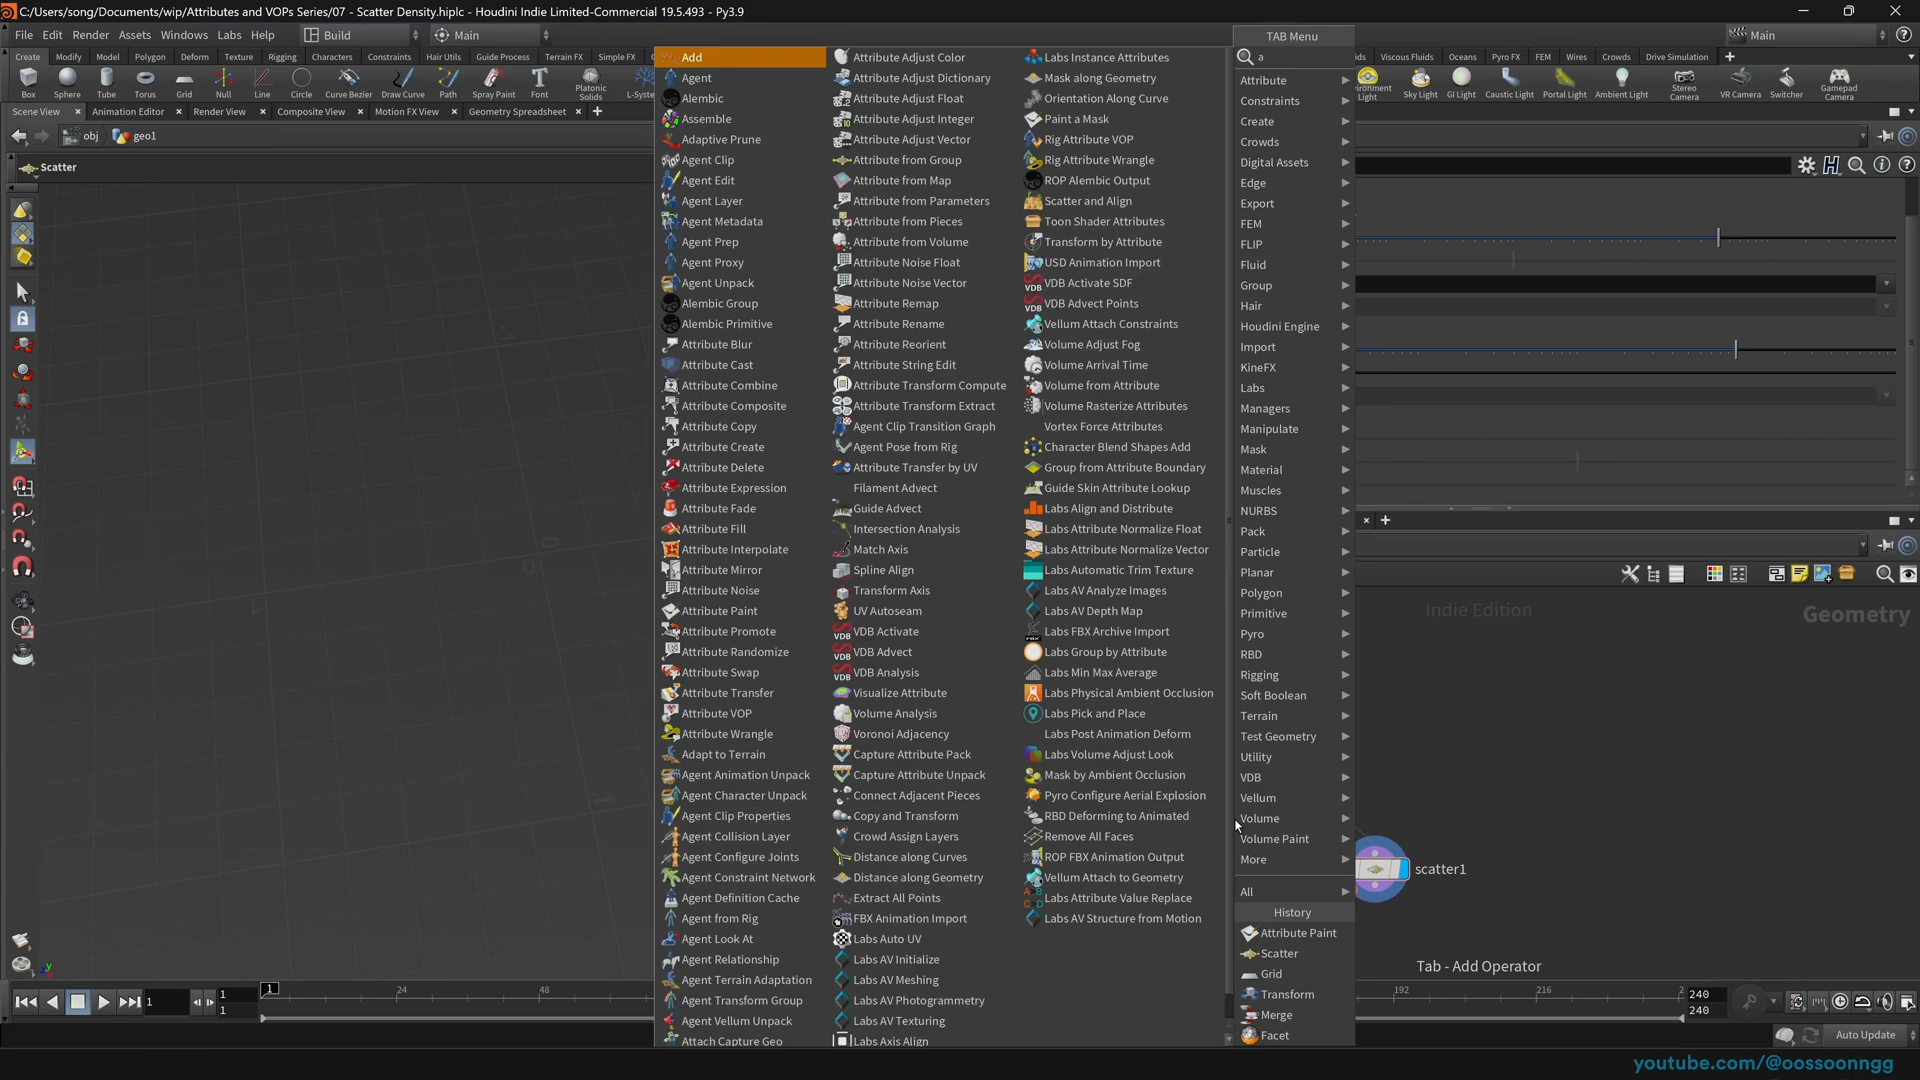 C:/Users/song/Documents/wip/Attributes and VOPs Series/07 - Scatter Density.hiplc - Houdini Indie Limited-Commercial 19.5.493 - Py3.9
File Edit Render Assets Windows Labs Help Build Main Main
Create Modify Model Polygon Deform Texture Rigging Characters Constraints Hair Utils Guide Process Terrain FX Simple FX
Viscous Fluids Oceans Pyro FX FEM Wires Crowds Drive Simulation
Box Sphere Tube Torus Grid Null Line Circle Curve Bezier Draw Curve Path Spray Paint Font Platonic Solids L-Syste
Light Sky Light GI Light Caustic Light Portal Light Ambient Light Stereo Camera VR Camera Switcher Gamepad Camera
Scene View Animation Editor Render View Composite View Motion FX View Geometry Spreadsheet
obj geo1
Scatter
Add
Agent
Alembic
Assemble
Adaptive Prune
Agent Clip
Agent Edit
Agent Layer
Agent Metadata
Agent Prep
Agent Proxy
Agent Unpack
Alembic Group
Alembic Primitive
Attribute Blur
Attribute Cast
Attribute Combine
Attribute Composite
Attribute Copy
Attribute Create
Attribute Delete
Attribute Expression
Attribute Fade
Attribute Fill
Attribute Interpolate
Attribute Mirror
Attribute Noise
Attribute Paint
Attribute Promote
Attribute Randomize
Attribute Swap
Attribute Transfer
Attribute VOP
Attribute Wrangle
Adapt to Terrain
Agent Animation Unpack
Agent Character Unpack
Agent Clip Properties
Agent Collision Layer
Agent Configure Joints
Agent Constraint Network
Agent Definition Cache
Agent from Rig
Agent Look At
Agent Relationship
Agent Terrain Adaptation
Agent Transform Group
Agent Vellum Unpack
Attach Capture Geo
Attribute Adjust Color
Attribute Adjust Dictionary
Attribute Adjust Float
Attribute Adjust Integer
Attribute Adjust Vector
Attribute from Group
Attribute from Map
Attribute from Parameters
Attribute from Pieces
Attribute from Volume
Attribute Noise Float
Attribute Noise Vector
Attribute Remap
Attribute Rename
Attribute Reorient
Attribute String Edit
Attribute Transform Compute
Attribute Transform Extract
Agent Clip Transition Graph
Agent Pose from Rig
Attribute Transfer by UV
Filament Advect
Guide Advect
Intersection Analysis
Match Axis
Spline Align
Transform Axis
UV Autoseam
VDB Activate
VDB Advect
VDB Analysis
Visualize Attribute
Volume Analysis
Voronoi Adjacency
Capture Attribute Pack
Capture Attribute Unpack
Connect Adjacent Pieces
Copy and Transform
Crowd Assign Layers
Distance along Curves
Distance along Geometry
Extract All Points
FBX Animation Import
Labs Auto UV
Labs AV Initialize
Labs AV Meshing
Labs AV Photogrammetry
Labs AV Texturing
Labs Axis Align
Labs Instance Attributes
Mask along Geometry
Orientation Along Curve
Paint a Mask
Rig Attribute VOP
Rig Attribute Wrangle
ROP Alembic Output
Scatter and Align
Toon Shader Attributes
Transform by Attribute
USD Animation Import
VDB Activate SDF
VDB Advect Points
Vellum Attach Constraints
Volume Adjust Fog
Volume Arrival Time
Volume from Attribute
Volume Rasterize Attributes
Vortex Force Attributes
Character Blend Shapes Add
Group from Attribute Boundary
Guide Skin Attribute Lookup
Labs Align and Distribute
Labs Attribute Normalize Float
Labs Attribute Normalize Vector
Labs Automatic Trim Texture
Labs AV Analyze Images
Labs AV Depth Map
Labs FBX Archive Import
Labs Group by Attribute
Labs Min Max Average
Labs Physical Ambient Occlusion
Labs Pick and Place
Labs Post Animation Deform
Labs Volume Adjust Look
Mask by Ambient Occlusion
Pyro Configure Aerial Explosion
RBD Deforming to Animated
Remove All Faces
ROP FBX Animation Output
Vellum Attach to Geometry
Labs Attribute Value Replace
Labs AV Structure from Motion
TAB Menu
a
Attribute
Constraints
Create
Crowds
Digital Assets
Edge
Export
FEM
FLIP
Fluid
Group
Hair
Houdini Engine
Import
KineFX
Labs
Managers
Manipulate
Mask
Material
Muscles
NURBS
Pack
Particle
Planar
Polygon
Primitive
Pyro
RBD
Rigging
Soft Boolean
Terrain
Test Geometry
Utility
VDB
Vellum
Volume
Volume Paint
More
All
History
Attribute Paint
Scatter
Grid
Transform
Merge
Facet
Indie Edition
Geometry
scatter1
Tab - Add Operator
1 1 1 1 24 48 192 216 2 240 240
Auto Update
youtube.com/@oossoonngg